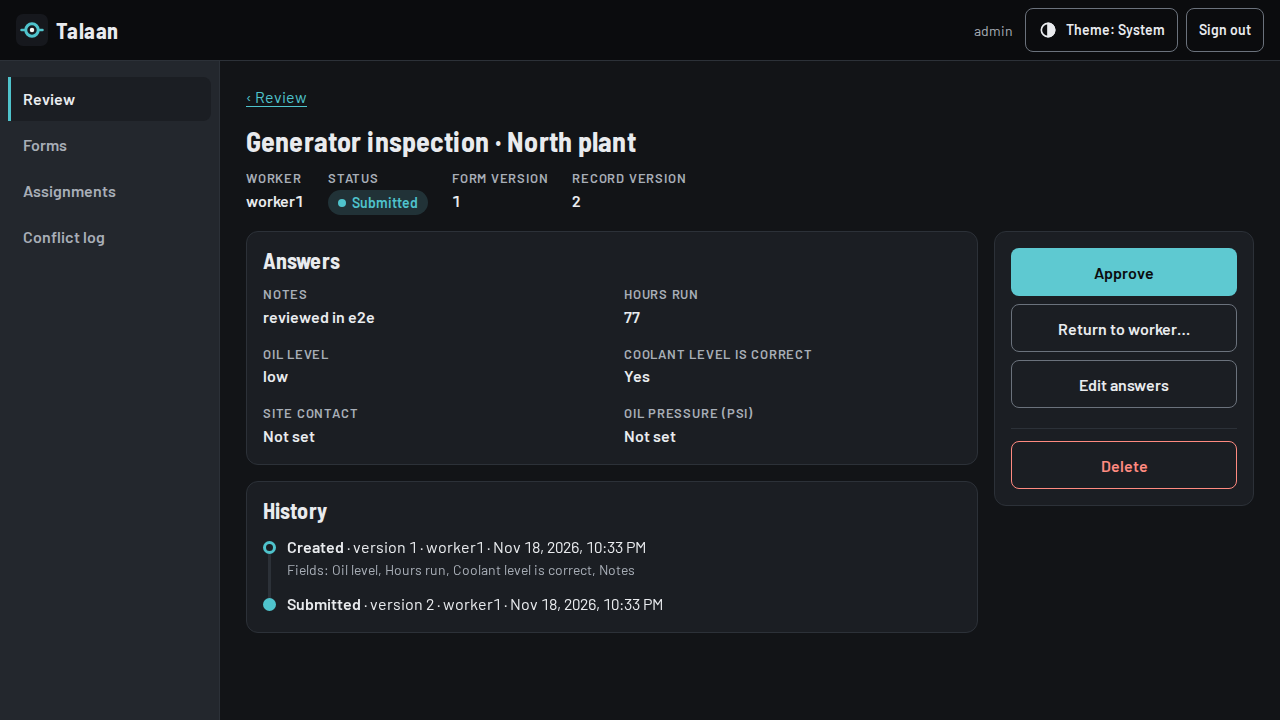 Talaan
admin
Theme: System
Sign out
Review
Forms
Assignments
Conflict log
‹ Review
Generator inspection · North plant
WORKER
worker1
STATUS
Submitted
FORM VERSION
1
RECORD VERSION
2
Answers
NOTES
reviewed in e2e
HOURS RUN
77
OIL LEVEL
low
COOLANT LEVEL IS CORRECT
Yes
SITE CONTACT
Not set
OIL PRESSURE (PSI)
Not set
Approve
Return to worker…
Edit answers
Delete
History
Created · version 1 · worker1 · Nov 18, 2026, 10:33 PM
Fields: Oil level, Hours run, Coolant level is correct, Notes
Submitted · version 2 · worker1 · Nov 18, 2026, 10:33 PM